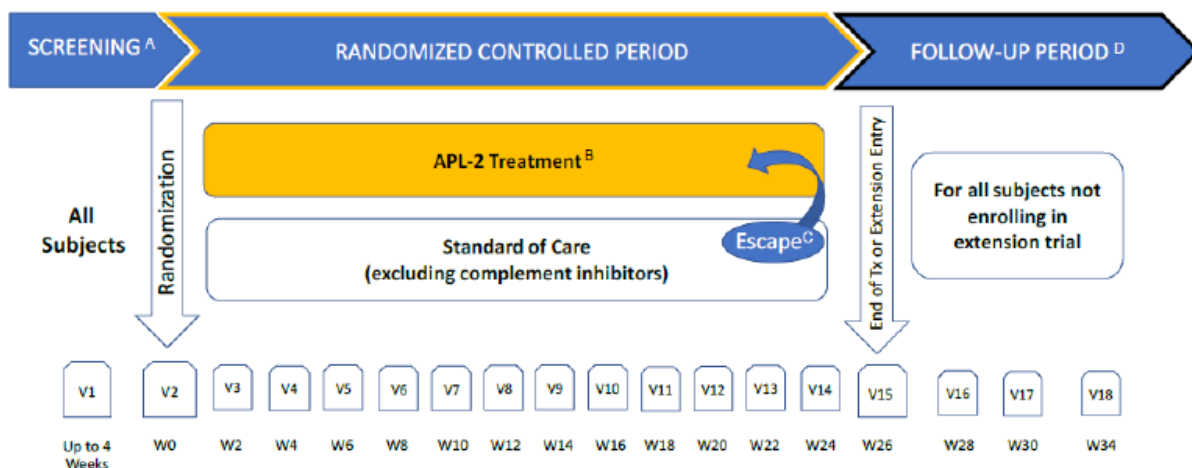 SCREENING A
RANDOMIZED CONTROLLED PERIOD
FOLLOW-UP PERIOD D
All
Subjects
Randomization
APL-2 Treatment B
Standard of Care
(excluding complement inhibitors)
Escape C
End of Tx or Extension Entry
For all subjects not
enrolling in
extension trial
V1 V2 V3 V4 V5 V6 V7 V8 V9 V10 V11 V12 V13 V14 V15 V16 V17 V18
Up to 4
Weeks
W0 W2 W4 W6 W8 W10 W12 W14 W16 W18 W20 W22 W24 W26 W28 W30 W34